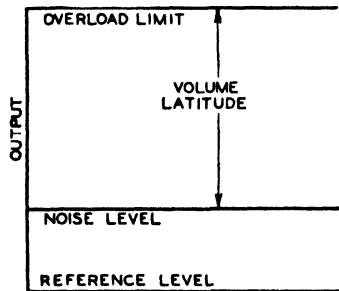 OVERLOAD LIMIT
VOLUME
LATITUDE
OUTPUT
NOISE LEVEL
REFERENCE LEVEL